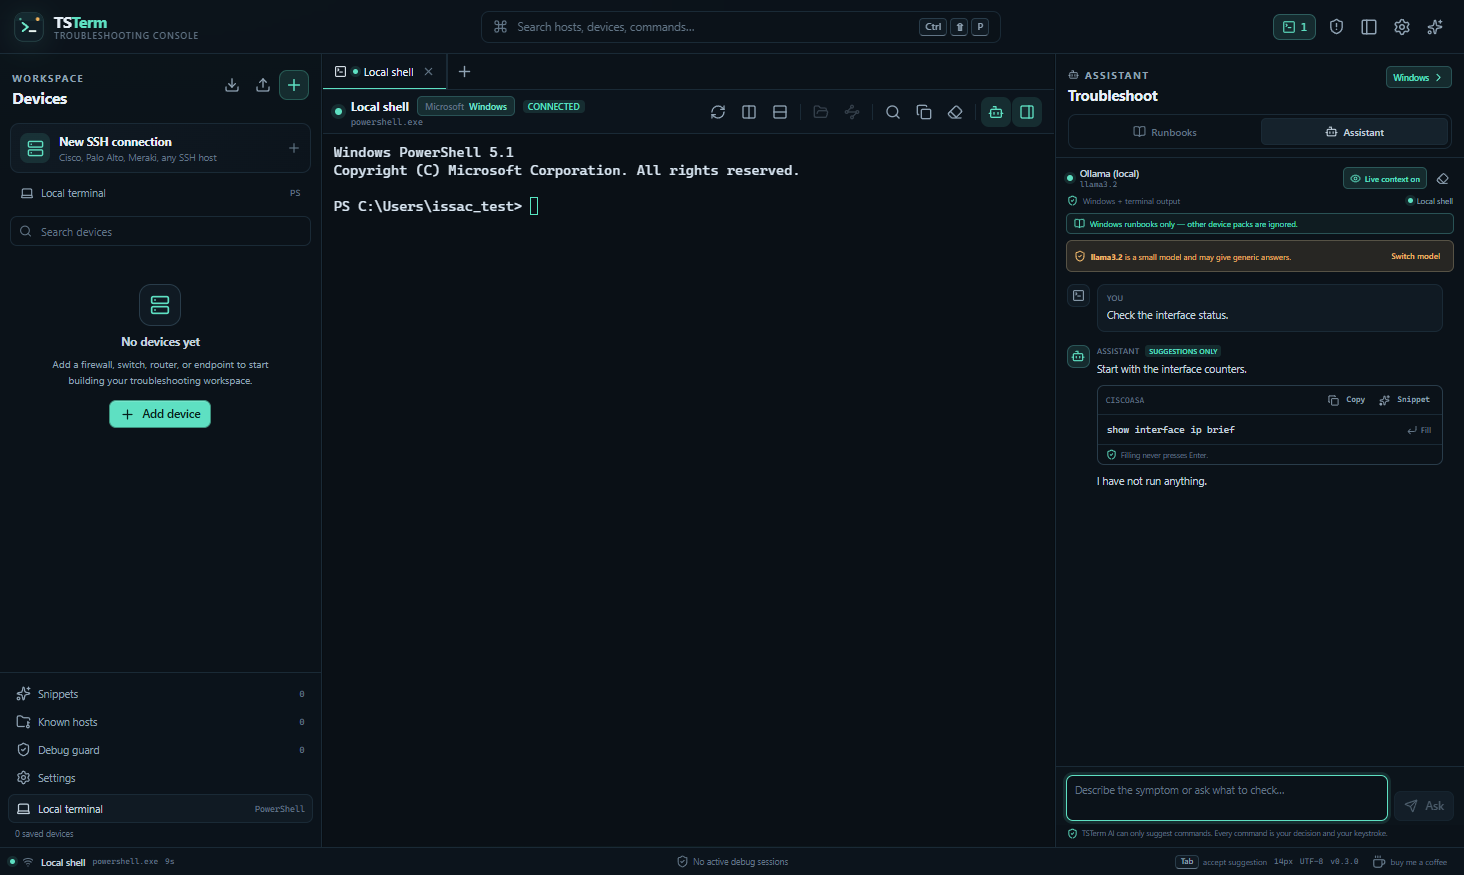 TSTerm
TROUBLESHOOTING CONSOLE
Search hosts, devices, commands...
Ctrl
P
1
WORKSPACE
Devices
New SSH connection
Cisco, Palo Alto, Meraki, any SSH host
Local terminal
PS
Search devices
No devices yet
Add a firewall, switch, router, or endpoint to start
building your troubleshooting workspace.
Add device
Snippets
0
Known hosts
0
Debug guard
0
Settings
Local terminal
PowerShell
0 saved devices
Local shell
Local shell
Microsoft Windows
CONNECTED
powershell.exe
Windows PowerShell 5.1
Copyright (C) Microsoft Corporation. All rights reserved.
PS C:\Users\issac_test>
ASSISTANT
Troubleshoot
Windows
Runbooks
Assistant
Ollama (local)
llama3.2
Live context on
Windows + terminal output
Local shell
Windows runbooks only — other device packs are ignored.
llama3.2 is a small model and may give generic answers.
Switch model
YOU
Check the interface status.
ASSISTANT
SUGGESTIONS ONLY
Start with the interface counters.
CISCOASA
Copy
Snippet
show interface ip brief
Fill
Filling never presses Enter.
I have not run anything.
Describe the symptom or ask what to check...
Ask
TSTerm AI can only suggest commands. Every command is your decision and your keystroke.
Local shell
powershell.exe
9s
No active debug sessions
Tab
accept suggestion
14px
UTF-8
v0.3.0
buy me a coffee